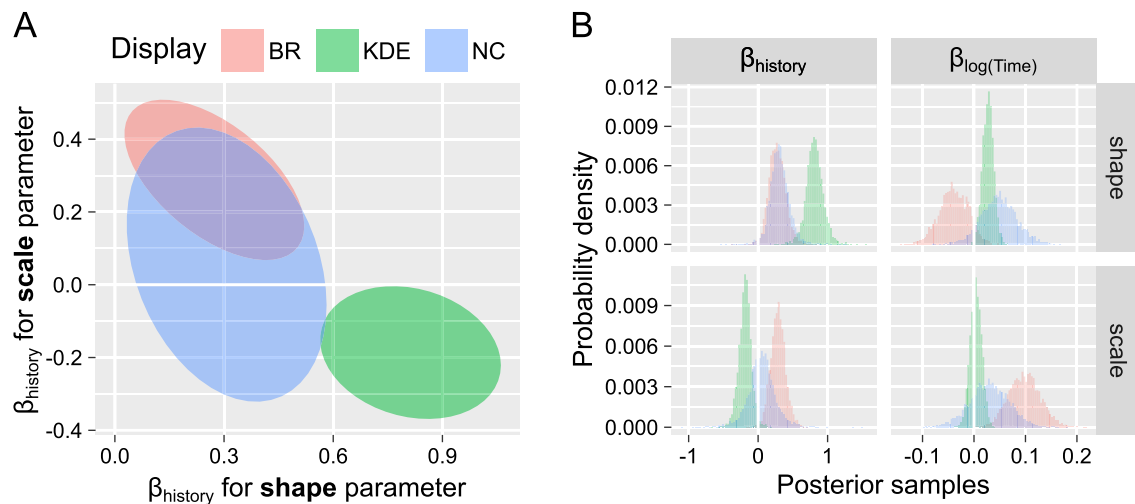 A
Display BR KDE NC
βhistory for scale parameter
0.4
0.2
0.0
-0.2
-0.4
0.0 0.3 0.6 0.9
βhistory for shape parameter
B
βhistory βlog(Time)
Probability density
0.012
0.009
0.006
0.003
0.000
shape
0.009
0.006
0.003
0.000
scale
-1 0 1 -0.1 0.0 0.1 0.2
Posterior samples